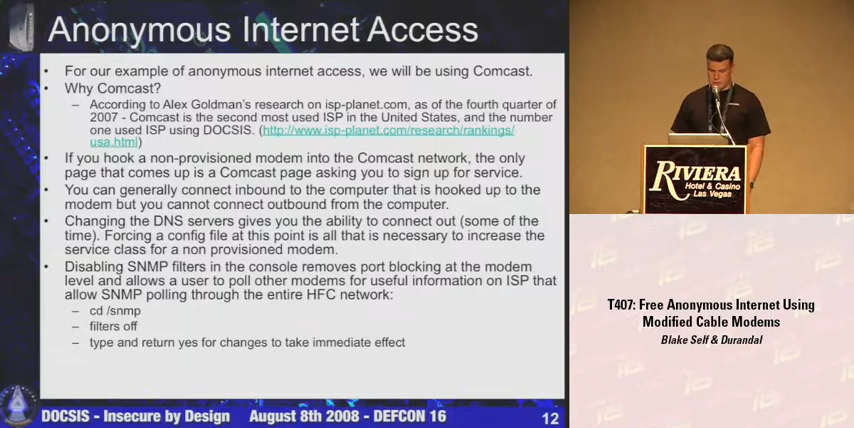 Anonymous Internet Access
• For our example of anonymous internet access, we will be using Comcast.
• Why Comcast?
– According to Alex Goldman's research on isp-planet.com, as of the fourth quarter of
2007 - Comcast is the second most used ISP in the United States, and the number
one used ISP using DOCSIS. (http://www.isp-planet.com/research/rankings/
usa.html)
• If you hook a non-provisioned modem into the Comcast network, the only
page that comes up is a Comcast page asking you to sign up for service.
• You can generally connect inbound to the computer that is hooked up to the
modem but you cannot connect outbound from the computer.
• Changing the DNS servers gives you the ability to connect out (some of the
time). Forcing a config file at this point is all that is necessary to increase the
service class for a non provisioned modem.
• Disabling SNMP filters in the console removes port blocking at the modem
level and allows a user to poll other modems for useful information on ISP that
allow SNMP polling through the entire HFC network:
– cd /snmp
– filters off
– type and return yes for changes to take immediate effect
DOCSIS - Insecure by Design August 8th 2008 - DEFCON 16 12
RIVIERA
Hotel & Casino
Las Vegas
T407: Free Anonymous Internet Using
Modified Cable Modems
Blake Self & Durandal